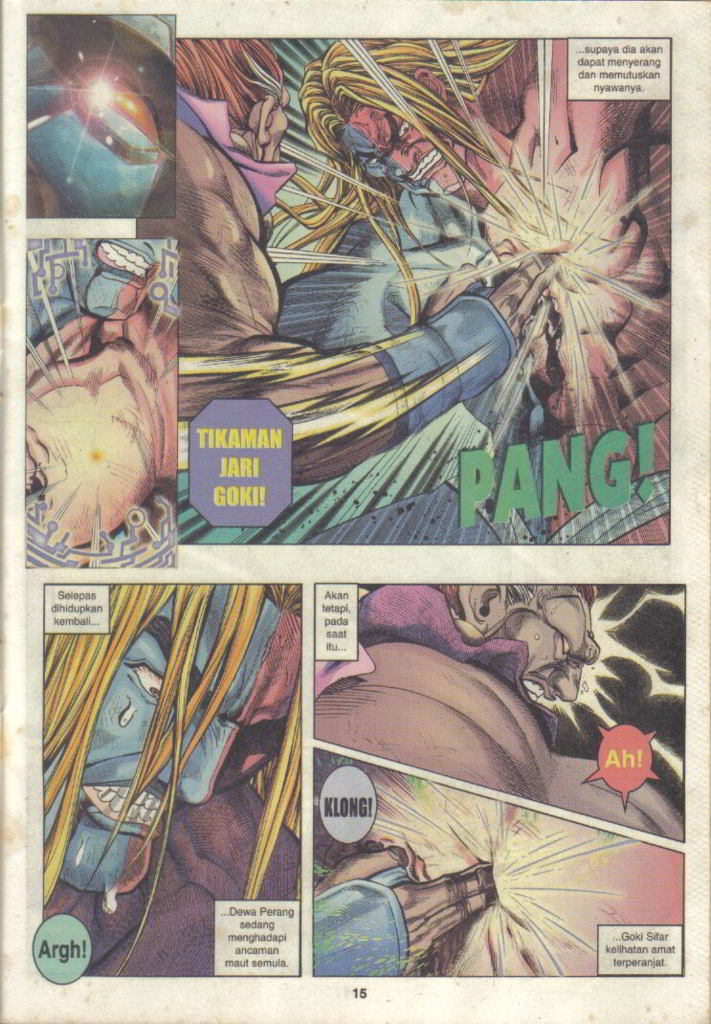 ...supaya dia akan
dapat menyerang
dan memutuskan
nyawanya.
TIKAMAN
JARI
GOKI!
PANG!
Selepas
dihidupkan
kembali...
Akan
tetapi,
pada
saat
itu...
Ah!
KLONG!
...Dewa Perang
sedang
menghadapi
ancaman
maut semula.
Argh!
...Goki Sifar
kelihatan amat
terperanjat.
15